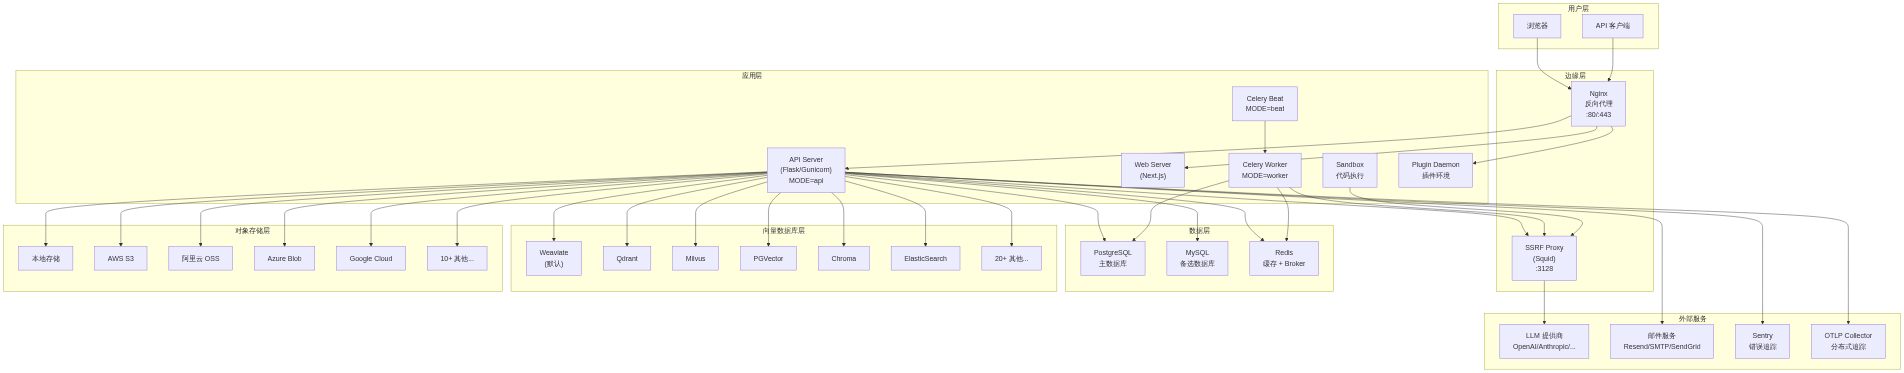 用户层
浏览器
API 客户端
应用层
边缘层
Nginx
反向代理
:80/:443
Celery Beat
MODE=beat
API Server
(Flask/Gunicorn)
MODE=api
Web Server
(Next.js)
Celery Worker
MODE=worker
Sandbox
代码执行
Plugin Daemon
插件环境
对象存储层
本地存储
AWS S3
阿里云 OSS
Azure Blob
Google Cloud
10+ 其他...
向量数据库层
Weaviate
(默认)
Qdrant
Milvus
PGVector
Chroma
ElasticSearch
20+ 其他...
数据层
PostgreSQL
主数据库
MySQL
备选数据库
Redis
缓存 + Broker
SSRF Proxy
(Squid)
:3128
外部服务
LLM 提供商
OpenAI/Anthropic/...
邮件服务
Resend/SMTP/SendGrid
Sentry
错误追踪
OTLP Collector
分布式追踪